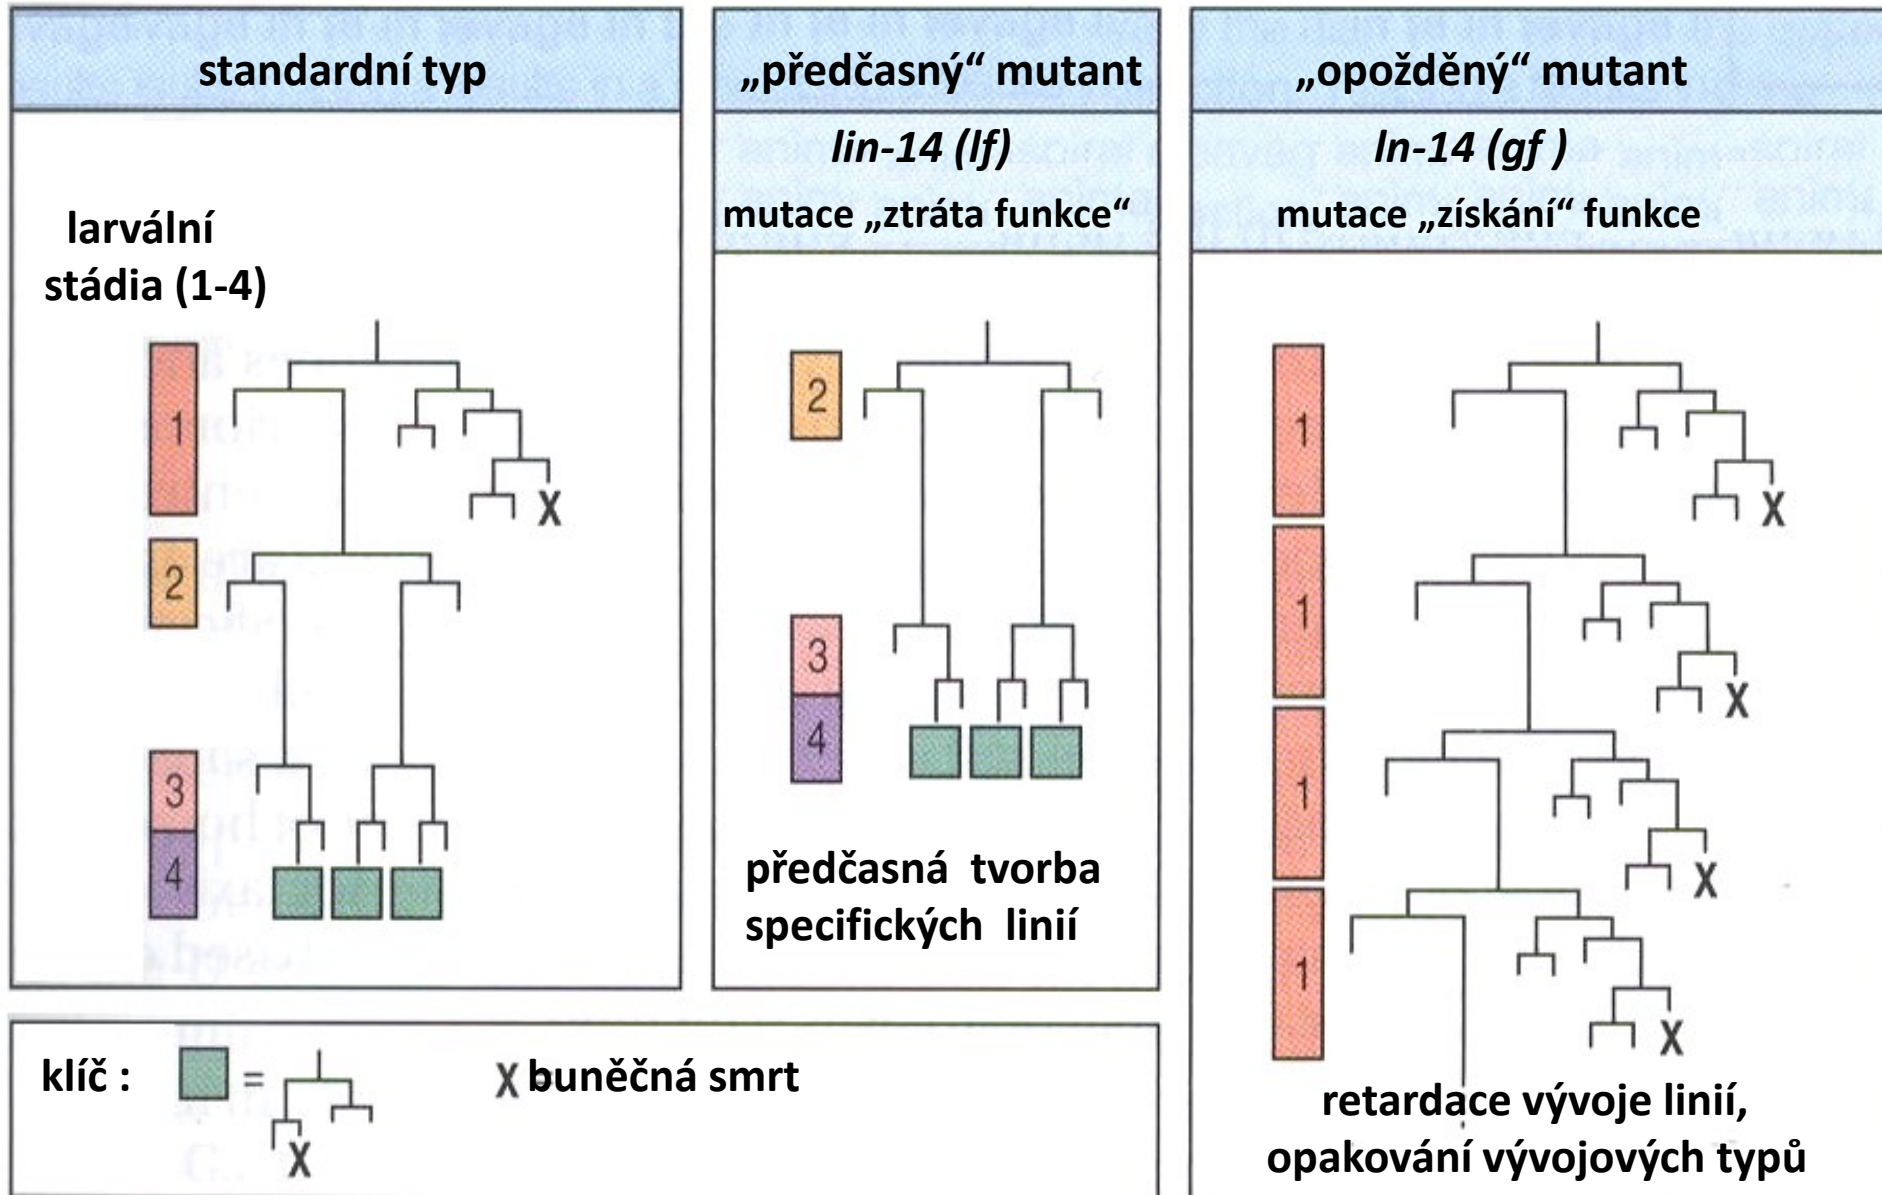 standardní typ
„předčasný“ mutant
„opožděný“ mutant
lin-14 (lf)
mutace „ztráta funkce“
ln-14 (gf )
mutace „získání“ funkce
larvální
stádia (1-4)
1
2
3
4
X
2
3
4
předčasná tvorba
specifických linií
1
X
1
X
1
X
1
X
retardace vývoje linií,
opakování vývojových typů
klíč :
=
X
X buněčná smrt